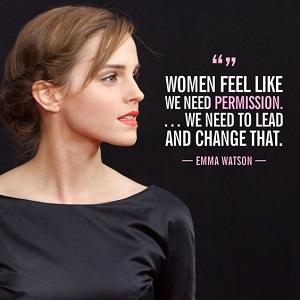 “”
WOMEN FEEL LIKE
WE NEED PERMISSION.
... WE NEED TO LEAD
AND CHANGE THAT.
— EMMA WATSON —